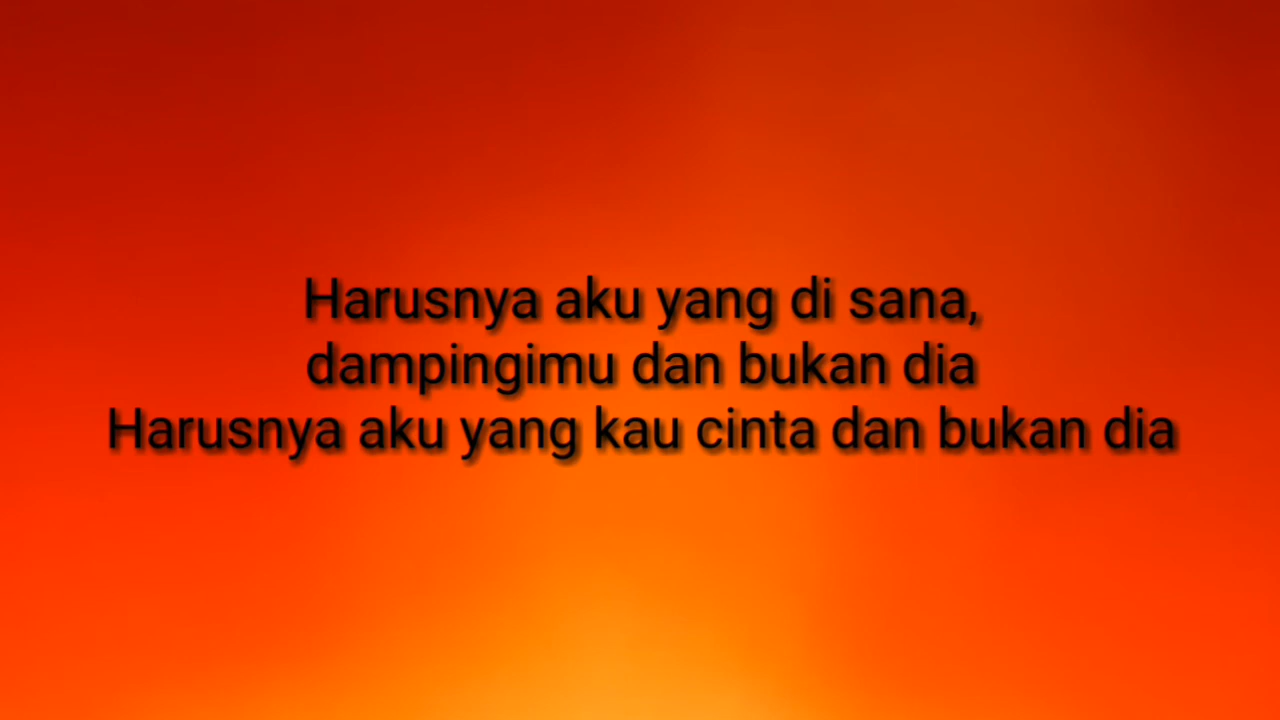 Harusnya aku yang di sana,
dampingimu dan bukan dia
Harusnya aku yang kau cinta dan bukan dia